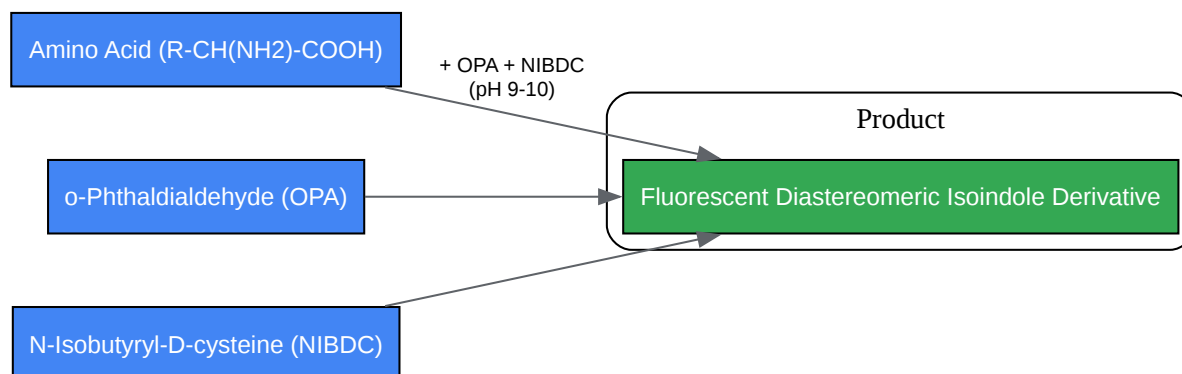 Amino Acid (R-CH(NH2)-COOH)
+ OPA + NIBDC
(pH 9-10)
Product
o-Phthaldialdehyde (OPA)
Fluorescent Diastereomeric Isoindole Derivative
N-Isobutyryl-D-cysteine (NIBDC)